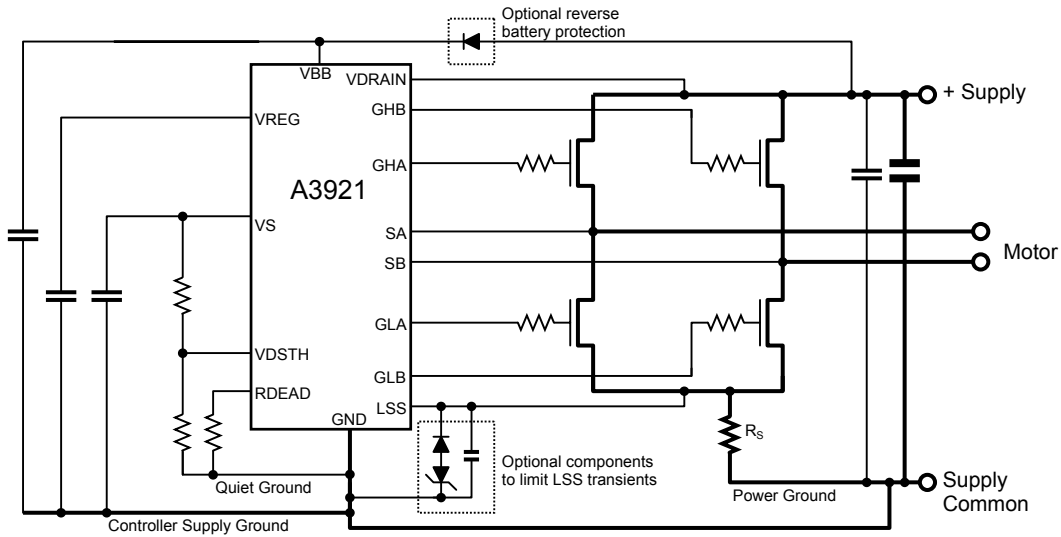 Optional reverse
battery protection
VBB
VDRAIN
+ Supply
GHB
VREG
GHA
A3921
VS
SA
Motor
SB
GLA
VDSTH
GLB
RDEAD
LSS
GND
RS
Optional components
to limit LSS transients
Quiet Ground
Power Ground
Supply
Common
Controller Supply Ground